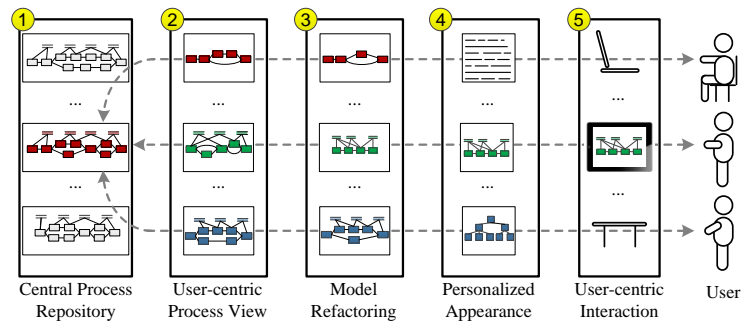 1 2 3 4 5
... ... ... ...
... ... ... ...
Central Process Repository
User-centric Process View
Model Refactoring
Personalized Appearance
User-centric Interaction
User